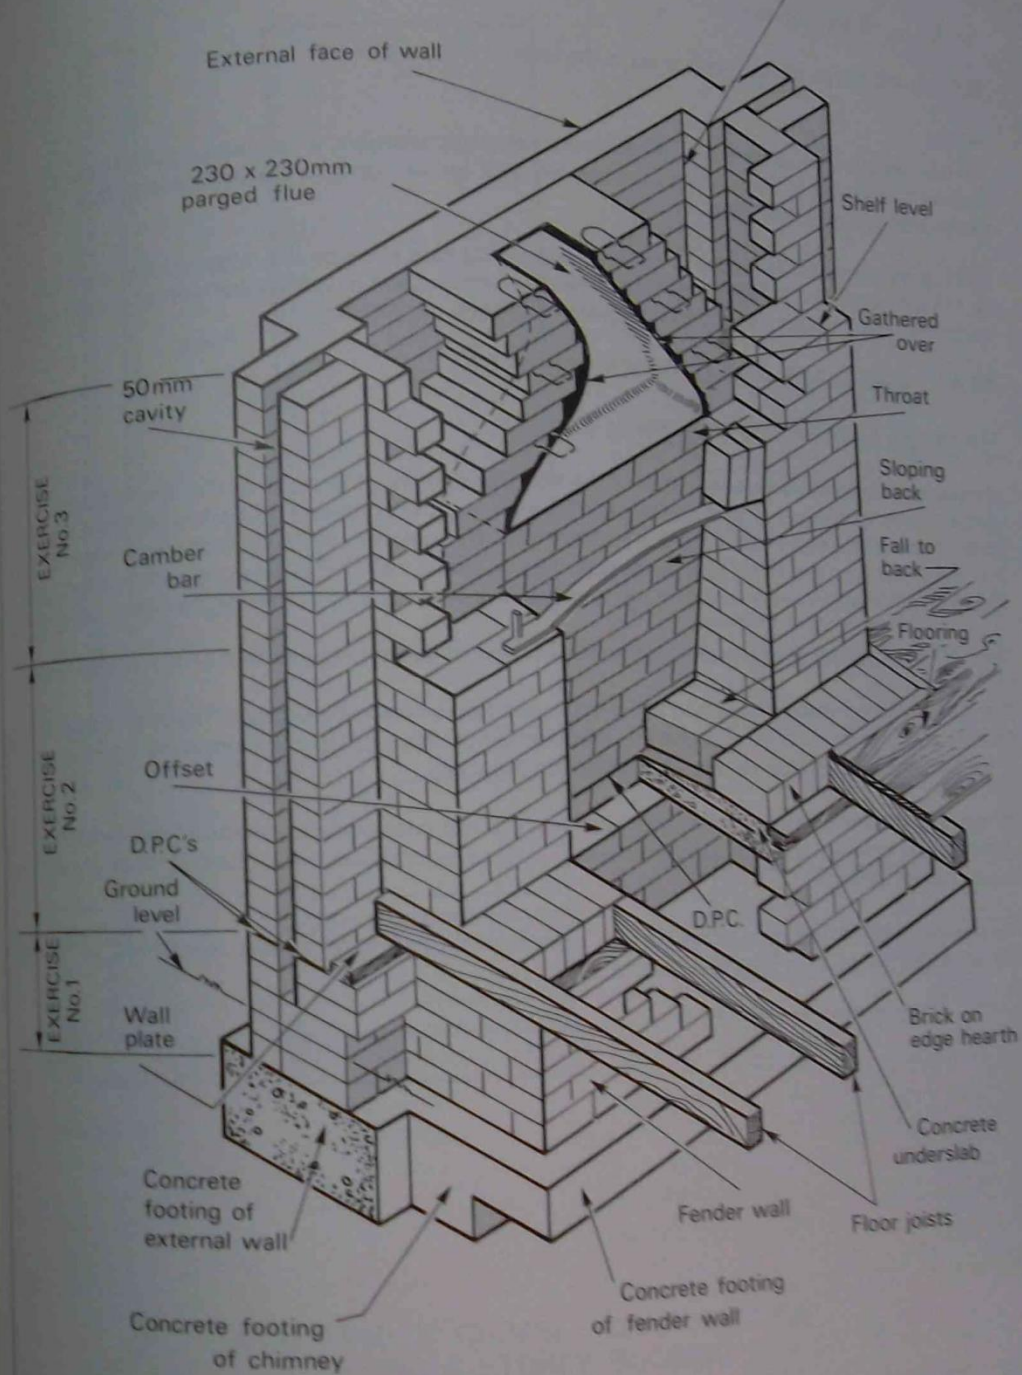 External face of wall
230 x 230mm
parged flue
Shelf level
Gathered
over
50mm
cavity
Throat
Sloping
back
EXERCISE
No.3
Camber
bar
Fall to
back
Flooring
Offset
EXERCISE
No.2
D.P.C's
Ground
level
D.P.C.
EXERCISE
No.1
Wall
plate
Brick on
edge hearth
Concrete
underslab
Concrete
footing of
external wall
Fender wall
Floor joists
Concrete footing
of fender wall
Concrete footing
of chimney